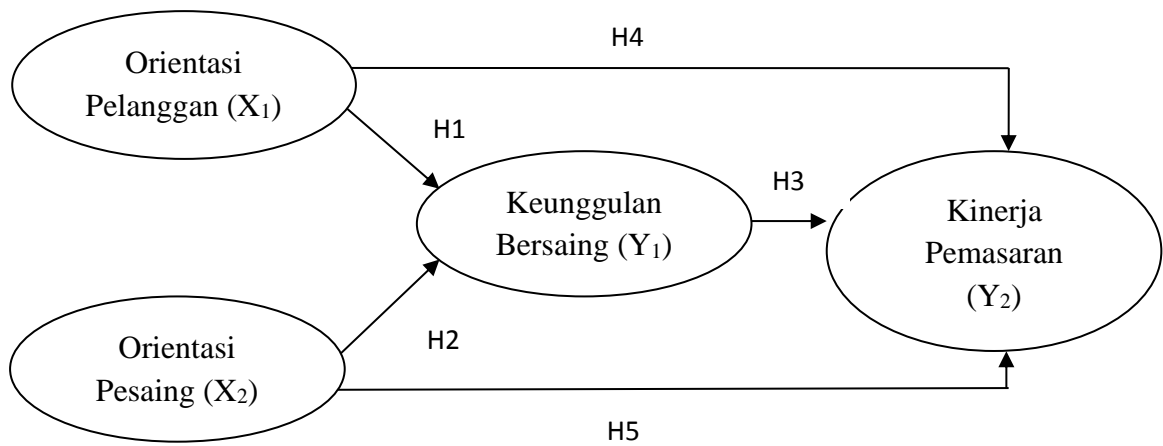 H4
Orientasi
Pelanggan (X₁)
H1
Keunggulan
Bersaing (Y₁)
H3
Kinerja
Pemasaran
(Y₂)
Orientasi
Pesaing (X₂)
H2
H5